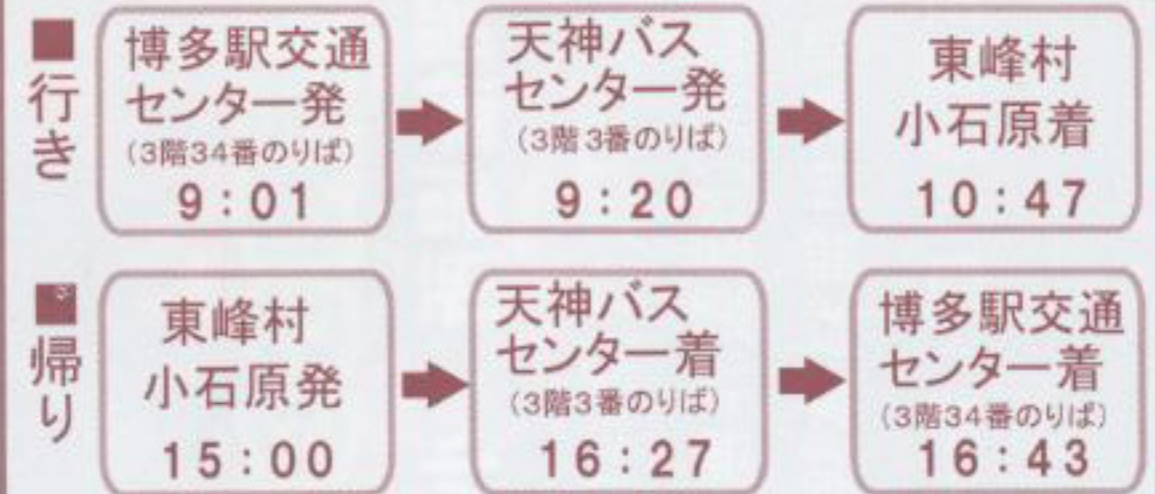 ■行き
博多駅交通
センター発
(3階34番のりば)
9:01
天神バス
センター発
(3階3番のりば)
9:20
東峰村
小石原着
10:47
■帰り
東峰村
小石原発
15:00
天神バス
センター着
(3階3番のりば)
16:27
博多駅交通
センター着
(3階34番のりば)
16:43